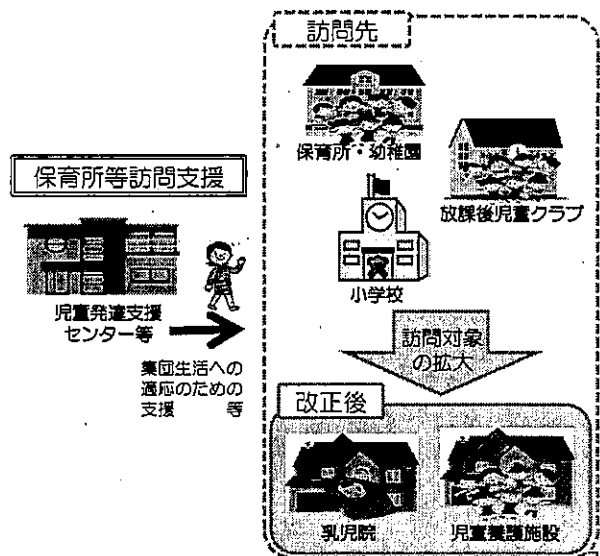 訪問先
保育所・幼稚園
放課後児童クラブ
小学校
保育所等訪問支援
児童発達支援
センター等
集団生活への
適応のための
支援　等
訪問対象
の拡大
改正後
乳児院
児童養護施設